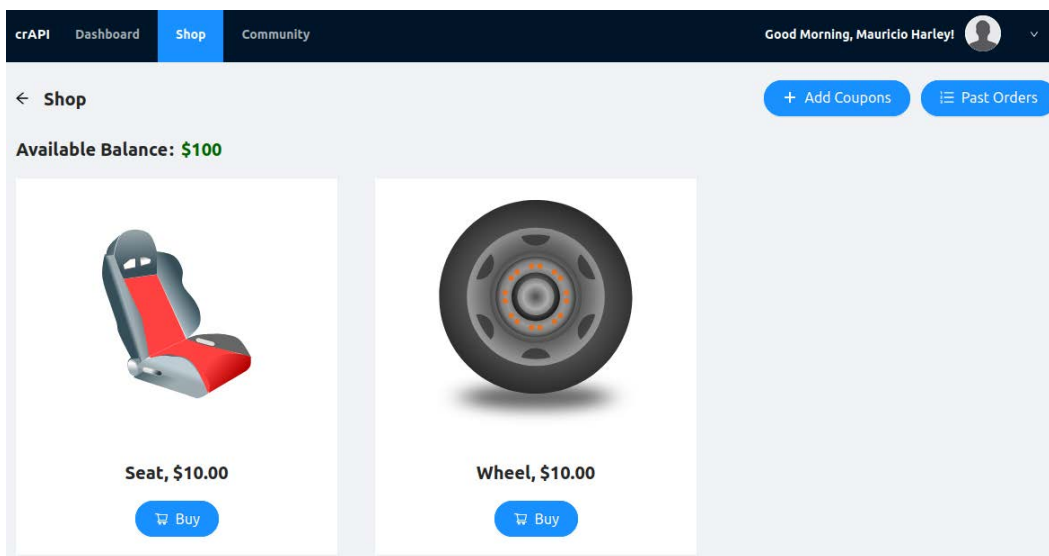 crAPI Dashboard Shop Community Good Morning, Mauricio Harley!
← Shop + Add Coupons Past Orders
Available Balance: $100
Seat, $10.00 Wheel, $10.00
Buy Buy